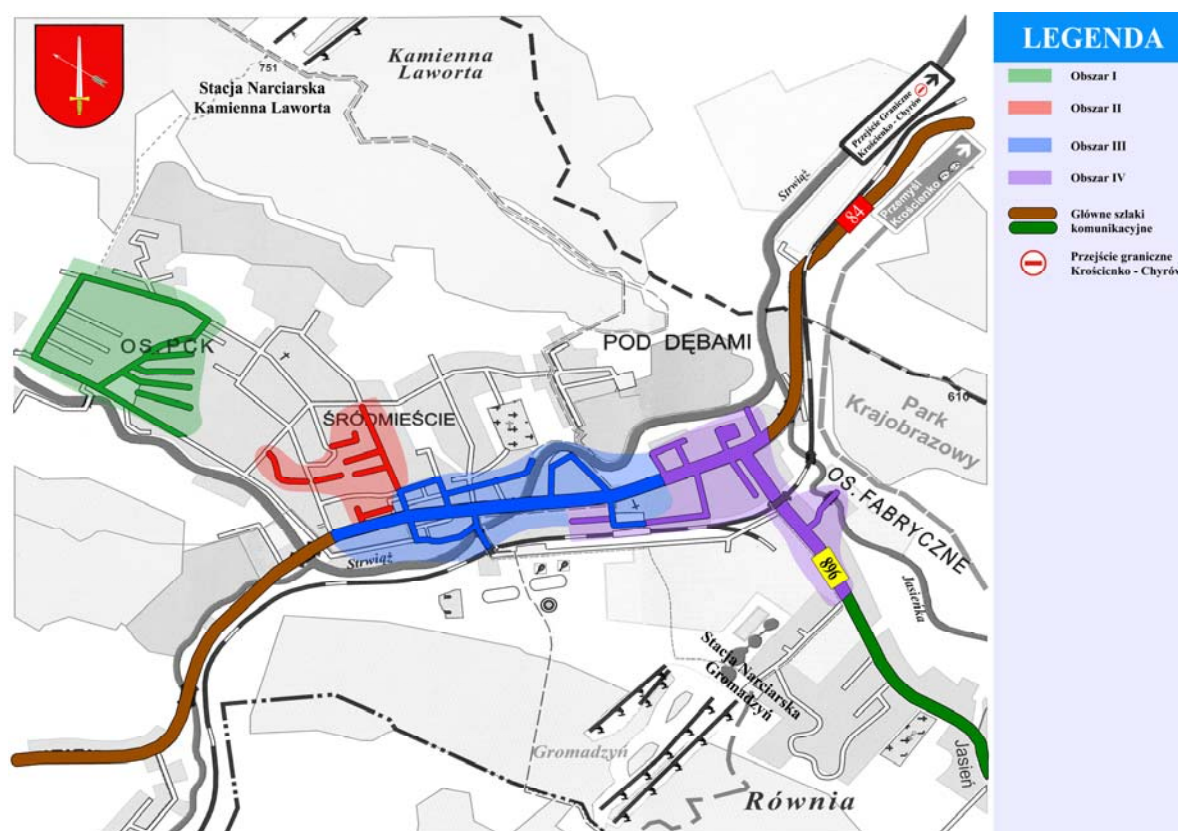 LEGENDA
Obszar I
Obszar II
Obszar III
Obszar IV
Główne szlaki
komunikacyjne
Przejście graniczne
Krościenko - Chyrów
751
Stacja Narciarska
Kamienna Laworta
Kamienna
Laworta
Przejście Graniczne
Krościenko - Chyrów
Strwiąż
84
Przemyśl
Krościenko
OS. PCK
POD DĘBAMI
610
Park
Krajobrazowy
ŚRÓDMIEŚCIE
OS. FABRYCZNE
Strwiąż
896
Jasieńka
Stacja Narciarska
Gromadzyń
Gromadzyń
Jasień
Równia